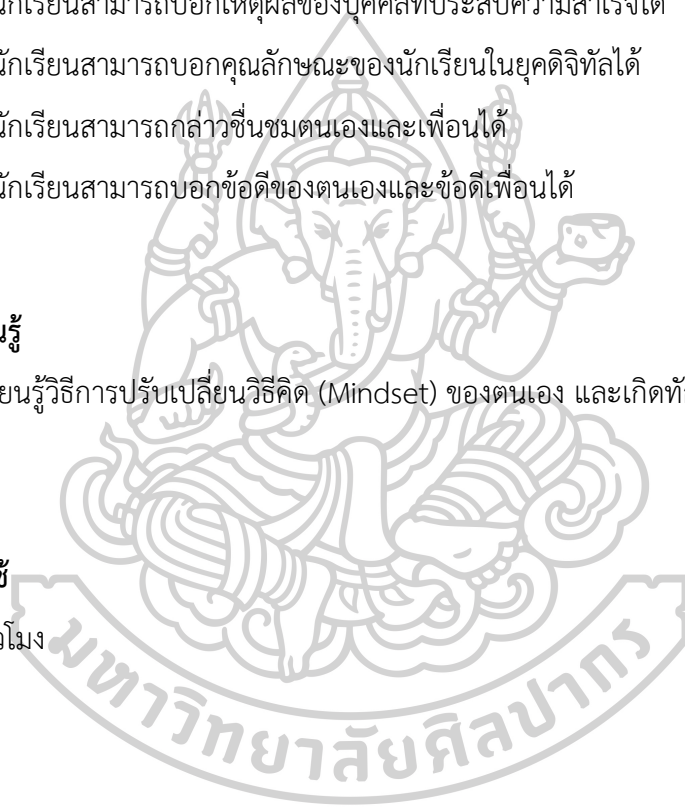 นักเรียนสามารถบอกเหตุผลของบุคคลที่ประสบความสำเร็จได้
นักเรียนสามารถบอกคุณลักษณะของนักเรียนในยุคดิจิทัลได้
นักเรียนสามารถกล่าวชื่นชมตนเองและเพื่อนได้
นักเรียนสามารถบอกข้อดีของตนเองและข้อดีเพื่อนได้
นรู้
ยนรู้วิธีการปรับเปลี่ยนวิธีคิด (Mindset) ของตนเอง และเกิดทั
ช้
วโมง
มหาวิทยาลัยศิลปากร